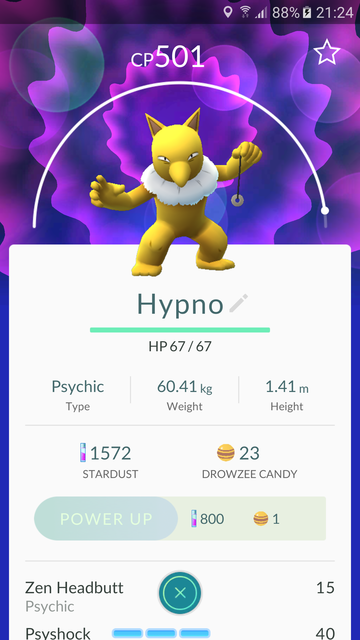 88% 21:24
CP501
Hypno
HP 67 / 67
Psychic 60.41 kg 1.41 m
Type Weight Height
1572 23
STARDUST DROWZEE CANDY
POWER UP 800 1
Zen Headbutt 15
Psychic
Psyshock 40